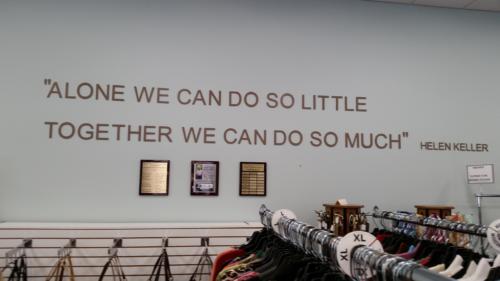 "ALONE WE CAN DO SO LITTLE
TOGETHER WE CAN DO SO MUCH" HELEN KELLER
XL
XL